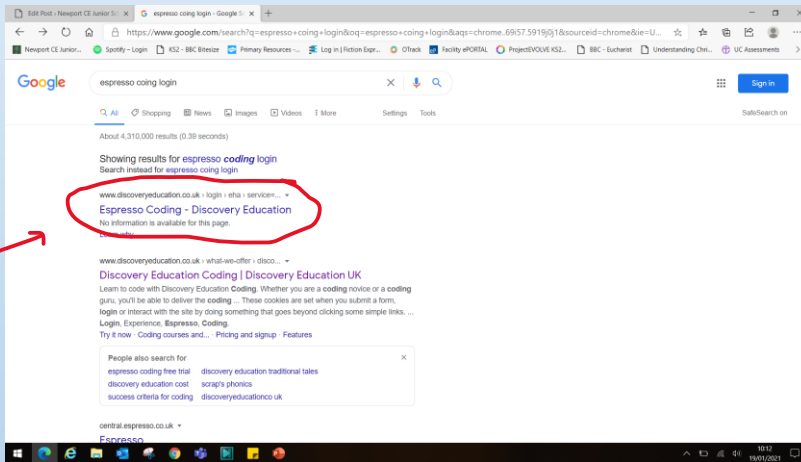 Edit Post ‹ Newport CE Junior Sc
espresso coing login - Google S
https://www.google.com/search?q=espresso+coing+login&oq=espresso+coing+login&aqs=chrome..69i57.5919j0j1&sourceid=chrome&ie=U...
Newport CE Junior... Spotify – Login KS2 - BBC Bitesize Primary Resources -... Log in | Fiction Expr... OTrack Facility ePORTAL ProjectEVOLVE KS2... BBC - Eucharist Understanding Chri... UC Assessments
Google espresso coing login Sign in
All Shopping News Images Videos More Settings Tools SafeSearch on
About 4,310,000 results (0.39 seconds)
Showing results for espresso coding login
Search instead for espresso coing login
www.discoveryeducation.co.uk › login › eha › service=...
Espresso Coding - Discovery Education
No information is available for this page.
Learn why
www.discoveryeducation.co.uk › what-we-offer › disco...
Discovery Education Coding | Discovery Education UK
Learn to code with Discovery Education Coding. Whether you are a coding novice or a coding
guru, you'll be able to deliver the coding ... These cookies are set when you submit a form,
login or interact with the site by doing something that goes beyond clicking some simple links. ...
Login, Experience, Espresso, Coding.
Try it now · Coding courses and... · Pricing and signup · Features
People also search for
espresso coding free trial discovery education traditional tales
discovery education cost scrap's phonics
success criteria for coding discoveryeducationco uk
central.espresso.co.uk
Espresso
10:12
19/01/2021